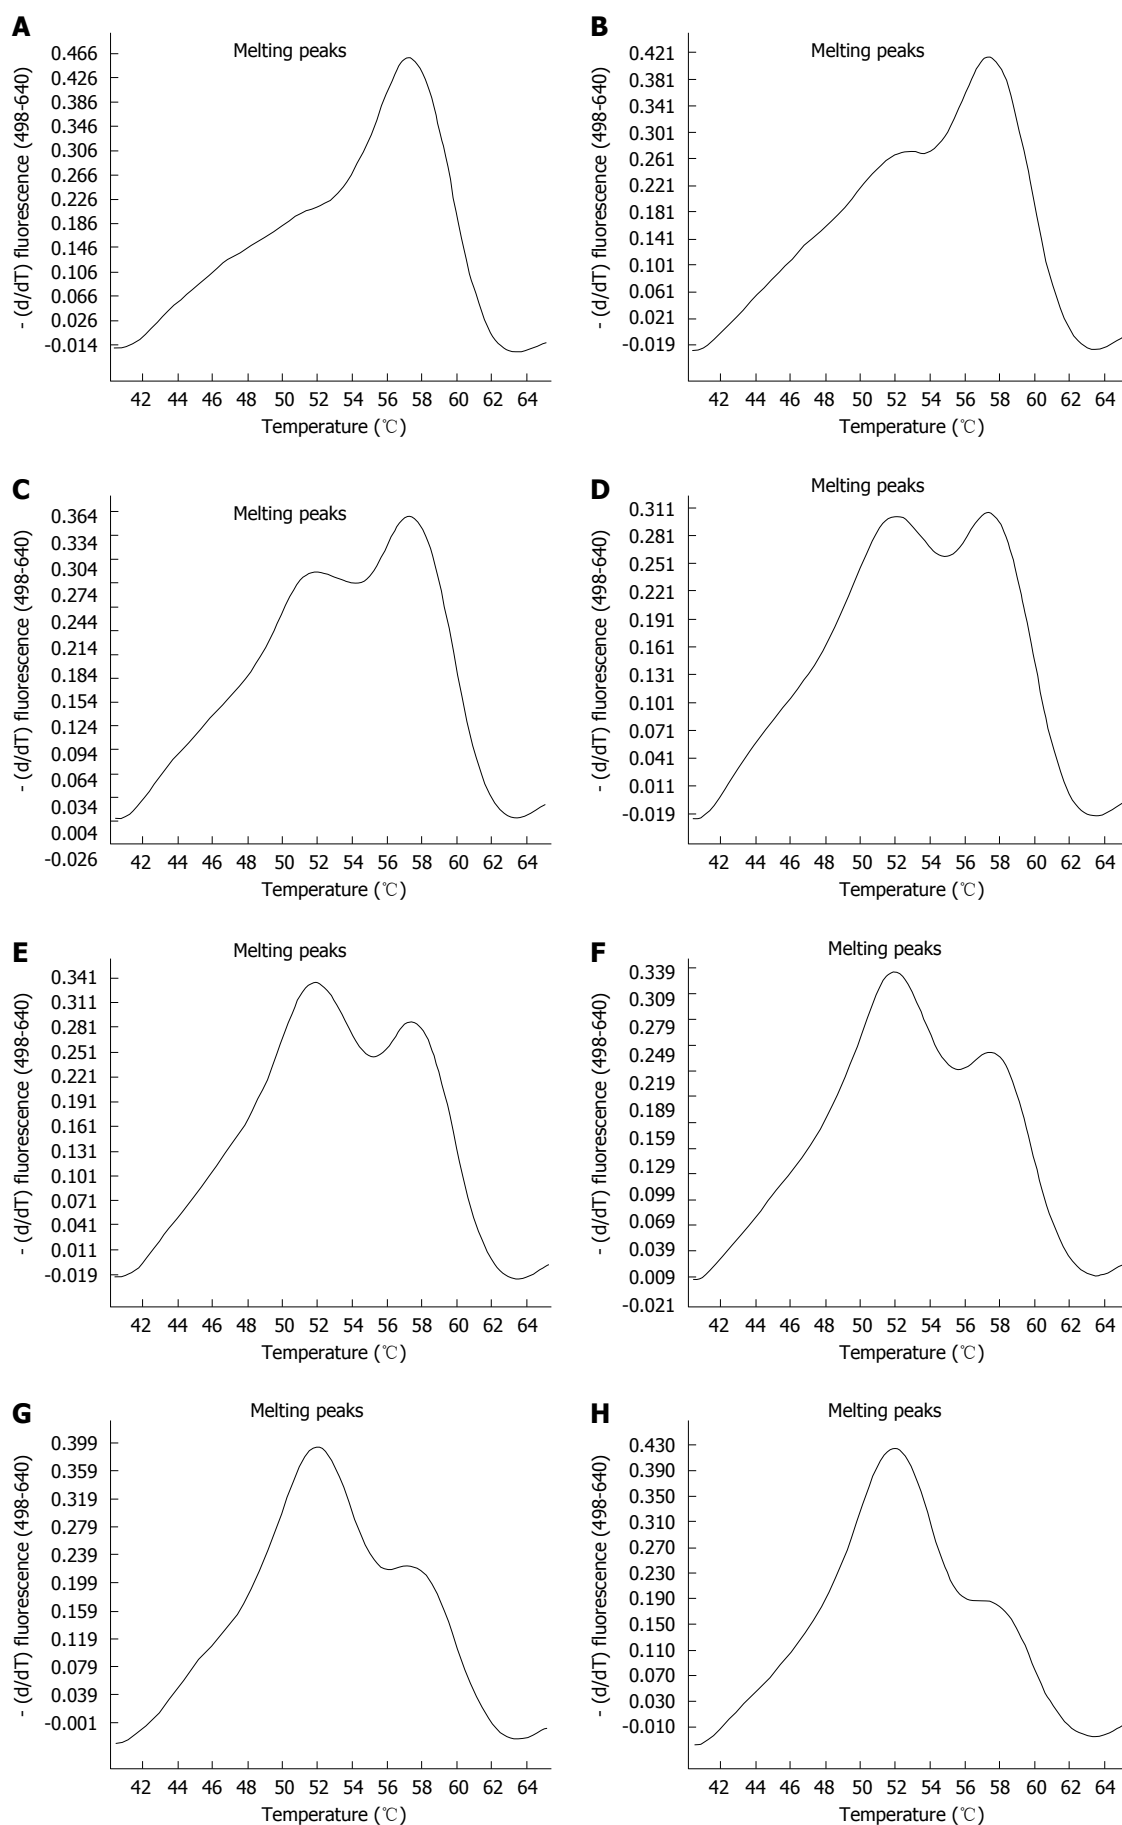 A
Melting peaks
- (d/dT) fluorescence (498-640)
0.466
0.426
0.386
0.346
0.306
0.266
0.226
0.186
0.146
0.106
0.066
0.026
-0.014
42 44 46 48 50 52 54 56 58 60 62 64
Temperature (℃)
B
Melting peaks
- (d/dT) fluorescence (498-640)
0.421
0.381
0.341
0.301
0.261
0.221
0.181
0.141
0.101
0.061
0.021
-0.019
42 44 46 48 50 52 54 56 58 60 62 64
Temperature (℃)
C
Melting peaks
- (d/dT) fluorescence (498-640)
0.364
0.334
0.304
0.274
0.244
0.214
0.184
0.154
0.124
0.094
0.064
0.034
0.004
-0.026
42 44 46 48 50 52 54 56 58 60 62 64
Temperature (℃)
D
Melting peaks
- (d/dT) fluorescence (498-640)
0.311
0.281
0.251
0.221
0.191
0.161
0.131
0.101
0.071
0.041
0.011
-0.019
42 44 46 48 50 52 54 56 58 60 62 64
Temperature (℃)
E
Melting peaks
- (d/dT) fluorescence (498-640)
0.341
0.311
0.281
0.251
0.221
0.191
0.161
0.131
0.101
0.071
0.041
0.011
-0.019
42 44 46 48 50 52 54 56 58 60 62 64
Temperature (℃)
F
Melting peaks
- (d/dT) fluorescence (498-640)
0.339
0.309
0.279
0.249
0.219
0.189
0.159
0.129
0.099
0.069
0.039
0.009
-0.021
42 44 46 48 50 52 54 56 58 60 62 64
Temperature (℃)
G
Melting peaks
- (d/dT) fluorescence (498-640)
0.399
0.359
0.319
0.279
0.239
0.199
0.159
0.119
0.079
0.039
-0.001
42 44 46 48 50 52 54 56 58 60 62 64
Temperature (℃)
H
Melting peaks
- (d/dT) fluorescence (498-640)
0.430
0.390
0.350
0.310
0.270
0.230
0.190
0.150
0.110
0.070
0.030
-0.010
42 44 46 48 50 52 54 56 58 60 62 64
Temperature (℃)